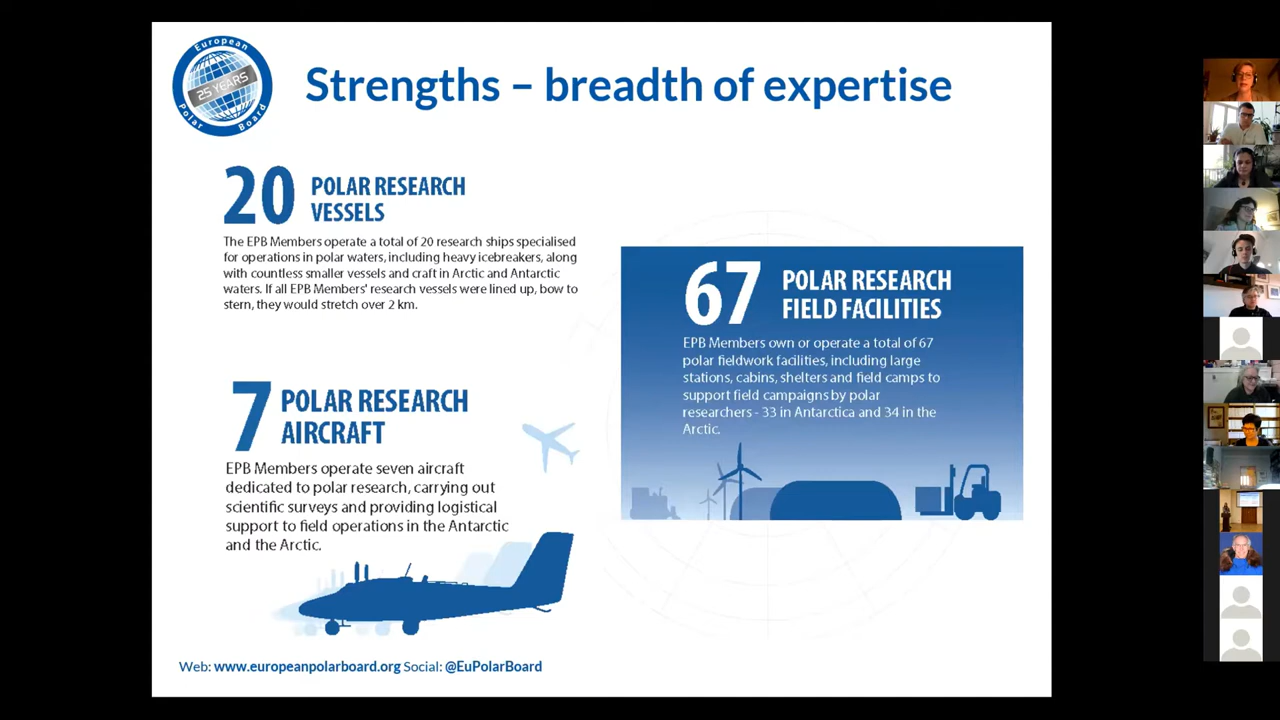 European
25 YEARS
Polar Board
Strengths – breadth of expertise
20 POLAR RESEARCH
VESSELS
The EPB Members operate a total of 20 research ships specialised
for operations in polar waters, including heavy icebreakers, along
with countless smaller vessels and craft in Arctic and Antarctic
waters. If all EPB Members' research vessels were lined up, bow to
stern, they would stretch over 2 km.
7 POLAR RESEARCH
AIRCRAFT
EPB Members operate seven aircraft
dedicated to polar research, carrying out
scientific surveys and providing logistical
support to field operations in the Antarctic
and the Arctic.
67 POLAR RESEARCH
FIELD FACILITIES
EPB Members own or operate a total of 67
polar fieldwork facilities, including large
stations, cabins, shelters and field camps to
support field campaigns by polar
researchers - 33 in Antarctica and 34 in the
Arctic.
Web: www.europeanpolarboard.org Social: @EuPolarBoard